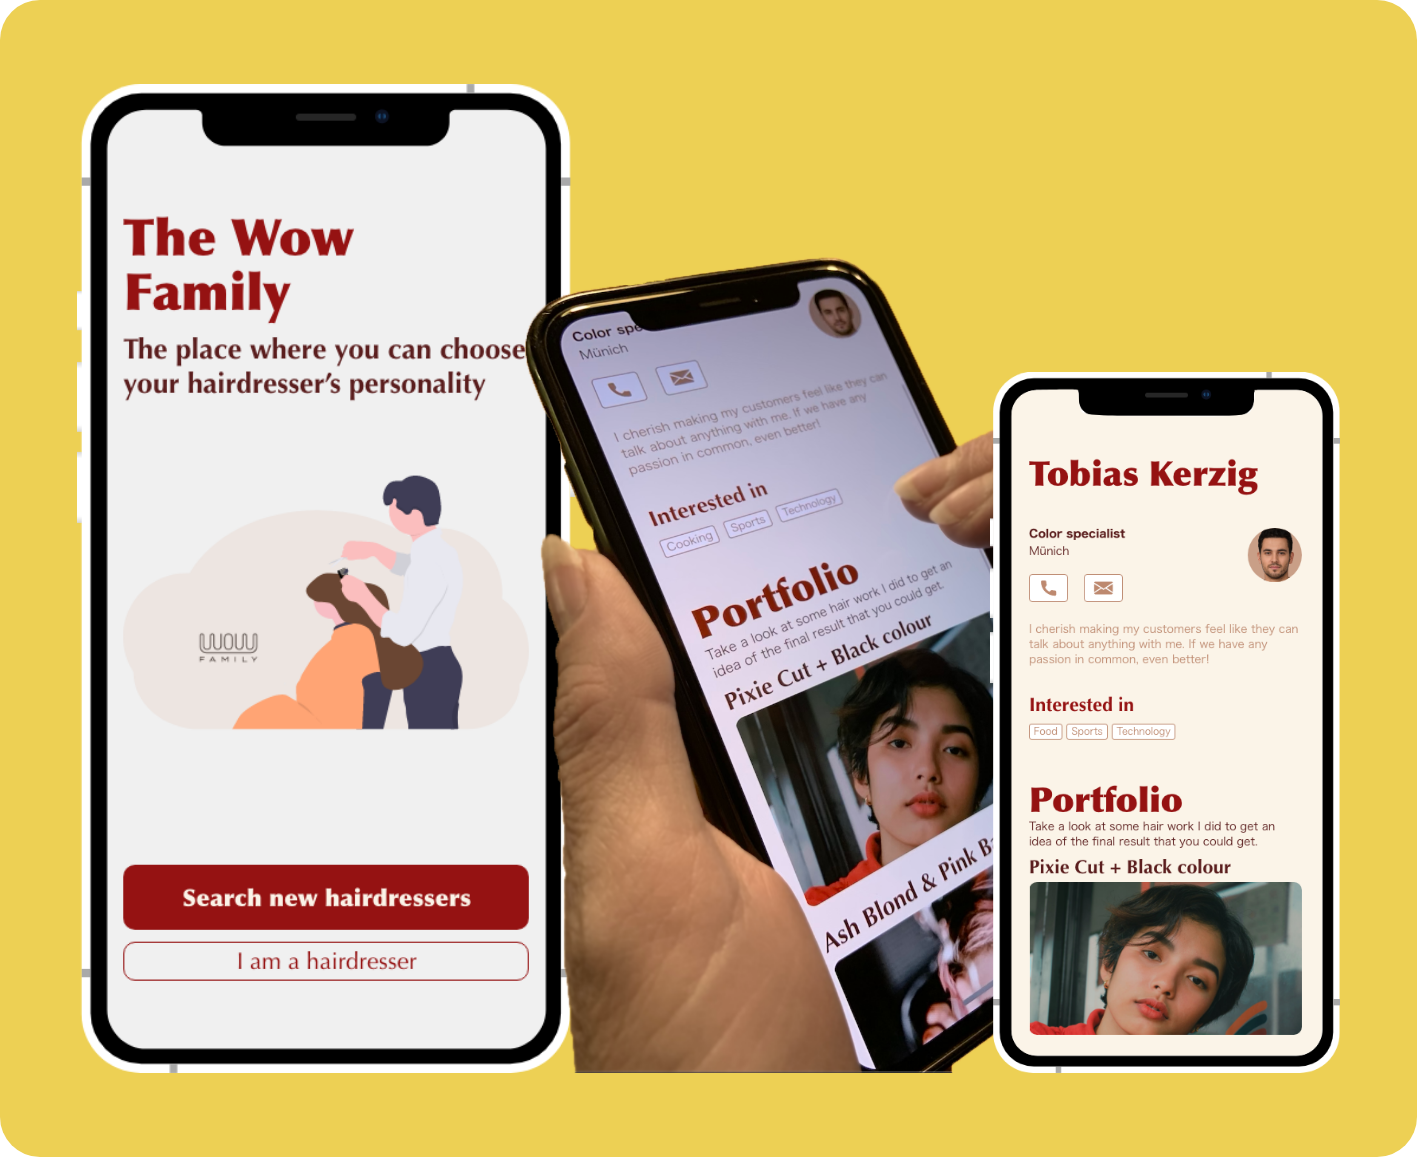 The Wow
Family
The place where you can choose
your hairdresser's personality
WOW
FAMILY
Search new hairdressers
I am a hairdresser
Color spe
Münich
I cherish making my customers feel like they can
talk about anything with me. If we have any
passion in common, even better!
Interested in
Cooking Sports Technology
Portfolio
Take a look at some hair work I did to get an
idea of the final result that you could get.
Pixie Cut + Black colour
Ash Blond & Pink Ba
Tobias Kerzig
Color specialist
Münich
I cherish making my customers feel like they can
talk about anything with me. If we have any
passion in common, even better!
Interested in
Food Sports Technology
Portfolio
Take a look at some hair work I did to get an
idea of the final result that you could get.
Pixie Cut + Black colour